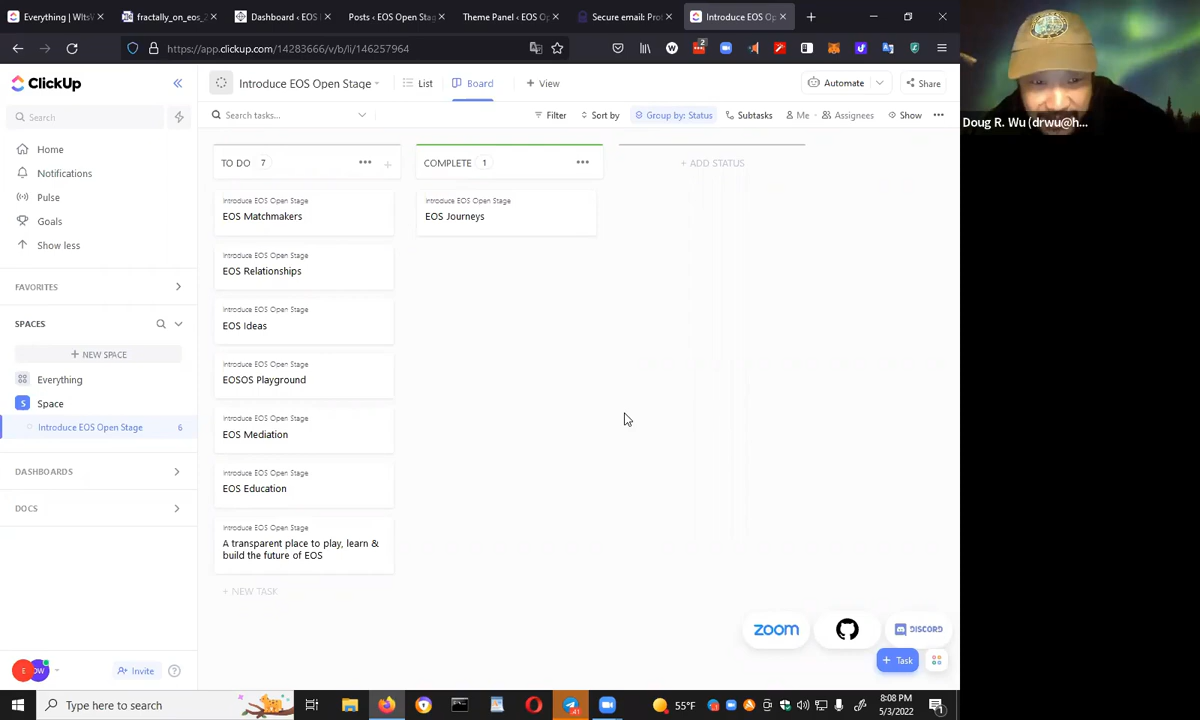 Everything | WItsV
fractally_on_eos_2
Dashboard ‹ EOS
Posts ‹ EOS Open Stag
Theme Panel ‹ EOS Op
Secure email: Prot
Introduce EOS Op
https://app.clickup.com/14283666/v/b/li/146257964
2
ClickUp
Introduce EOS Open Stage
List
Board
+ View
Automate
Share
Search
Search tasks...
Filter
Sort by
Group by: Status
Subtasks
Me
Assignees
Show
Home
Notifications
Pulse
Goals
Show less
FAVORITES
SPACES
+ NEW SPACE
Everything
S Space
Introduce EOS Open Stage 6
DASHBOARDS
DOCS
TO DO 7
COMPLETE 1
+ ADD STATUS
Introduce EOS Open Stage
EOS Matchmakers
Introduce EOS Open Stage
EOS Journeys
Introduce EOS Open Stage
EOS Relationships
Introduce EOS Open Stage
EOS Ideas
Introduce EOS Open Stage
EOSOS Playground
Introduce EOS Open Stage
EOS Mediation
Introduce EOS Open Stage
EOS Education
Introduce EOS Open Stage
A transparent place to play, learn &
build the future of EOS
+ NEW TASK
zoom
DISCORD
+ Task
E
DW
Invite
Doug R. Wu (drwu@h...
Type here to search
55°F
8:08 PM
5/3/2022
1